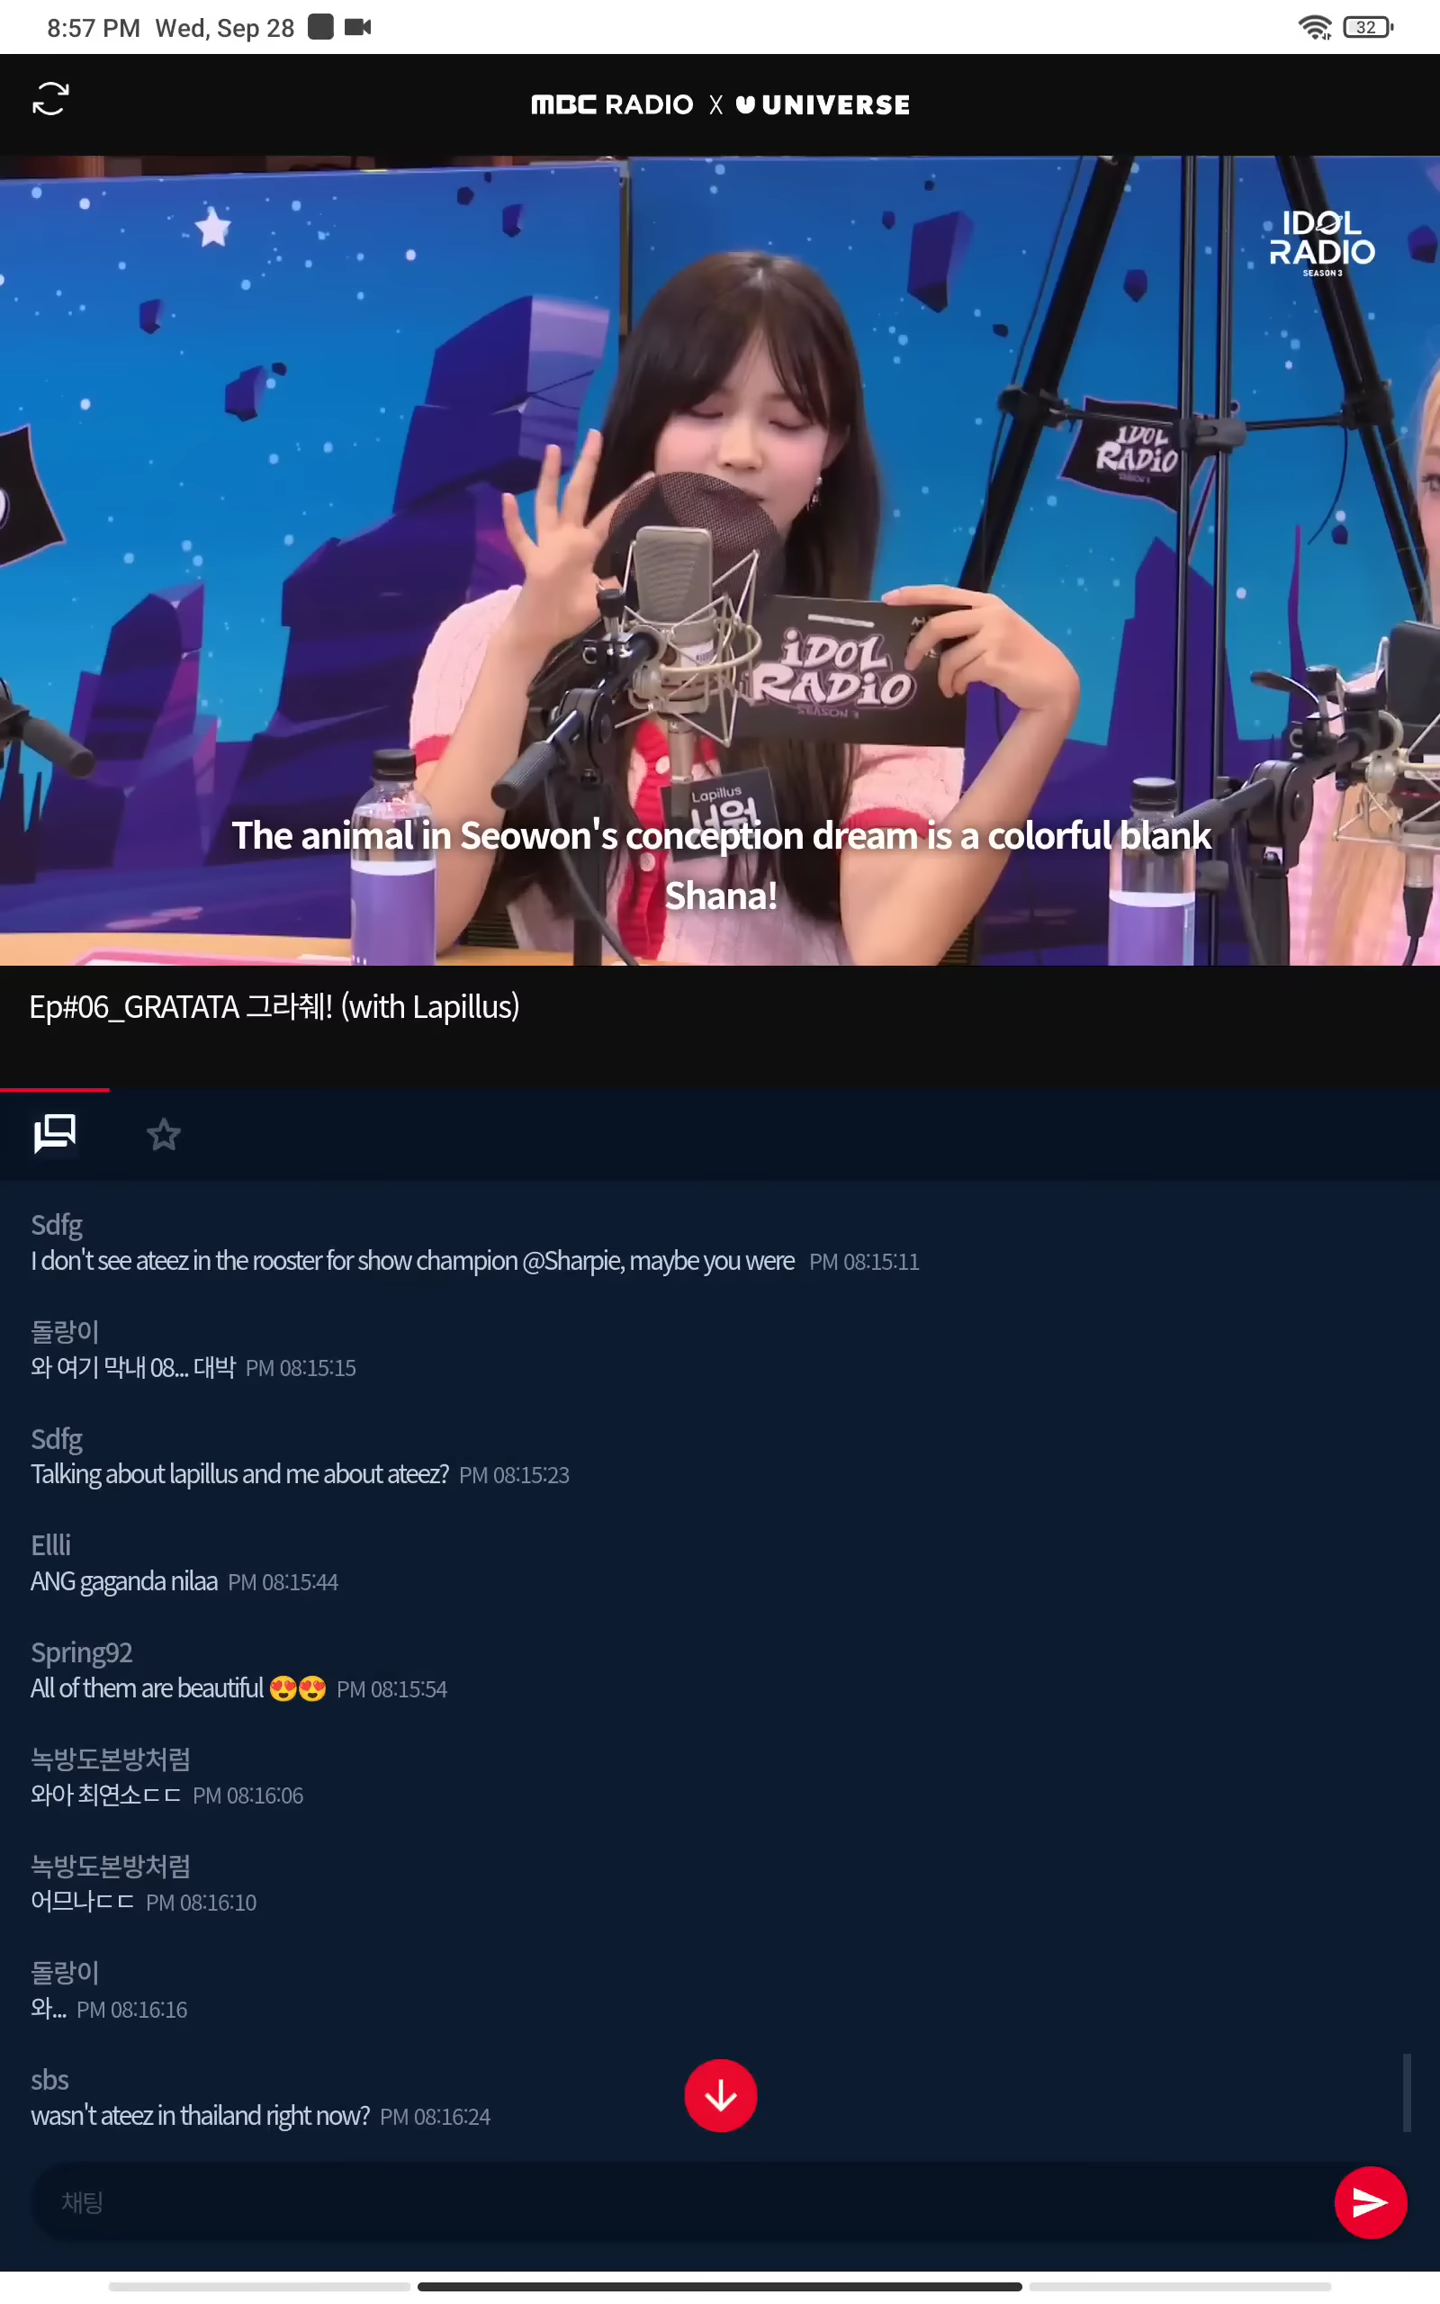 8:57 PM Wed, Sep 28
32
MBC RADIO X UNIVERSE
IDOL
RADIO
SEASON 3
iDOL
RADiO
iDOL
RADiO
SEASON 3
Lapillus
서원
The animal in Seowon's conception dream is a colorful blank
Shana!
Ep#06_GRATATA 그라췌! (with Lapillus)
Sdfg
I don't see ateez in the rooster for show champion @Sharpie, maybe you were PM 08:15:11
돌랑이
와 여기 막내 08... 대박 PM 08:15:15
Sdfg
Talking about lapillus and me about ateez? PM 08:15:23
Ellli
ANG gaganda nilaa PM 08:15:44
Spring92
All of them are beautiful 😍😍 PM 08:15:54
녹방도본방처럼
와아 최연소ㄷㄷ PM 08:16:06
녹방도본방처럼
어므나ㄷㄷ PM 08:16:10
돌랑이
와... PM 08:16:16
sbs
wasn't ateez in thailand right now? PM 08:16:24
채팅